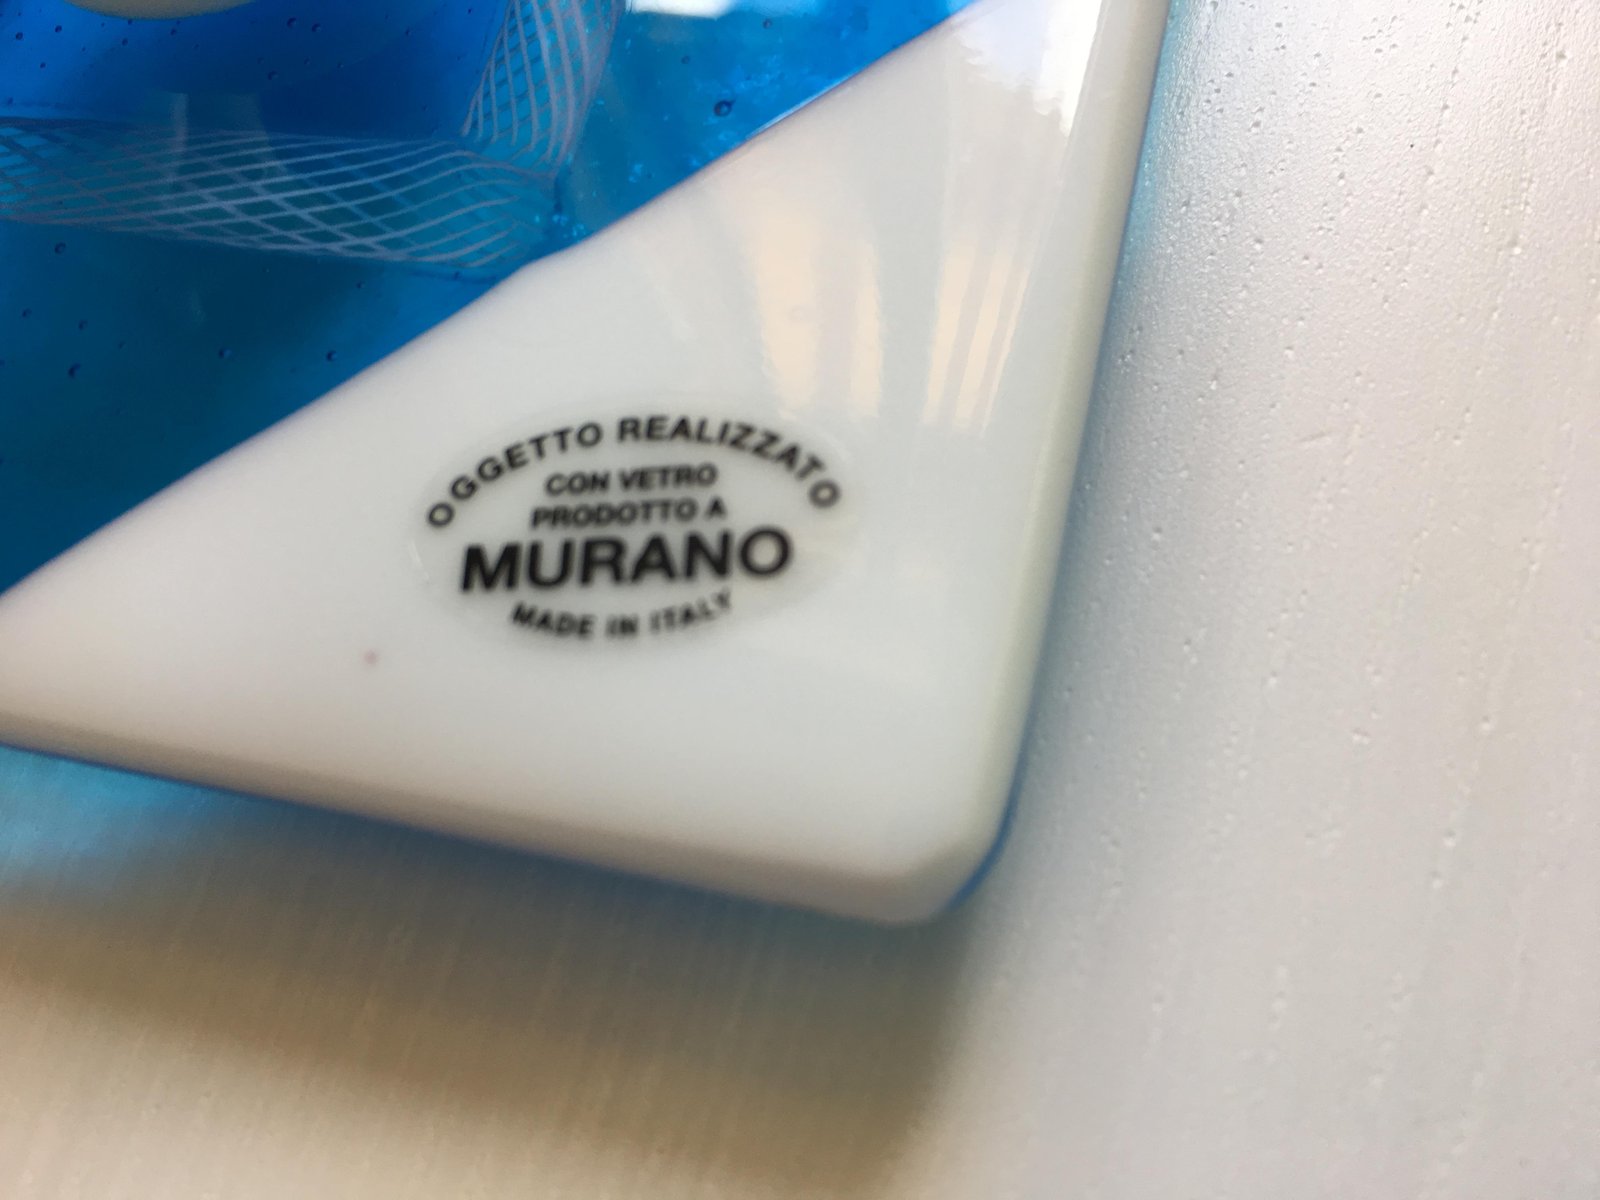 OGGETTO REALIZZATO
CON VETRO
PRODOTTO A
MURANO
MADE IN ITALY